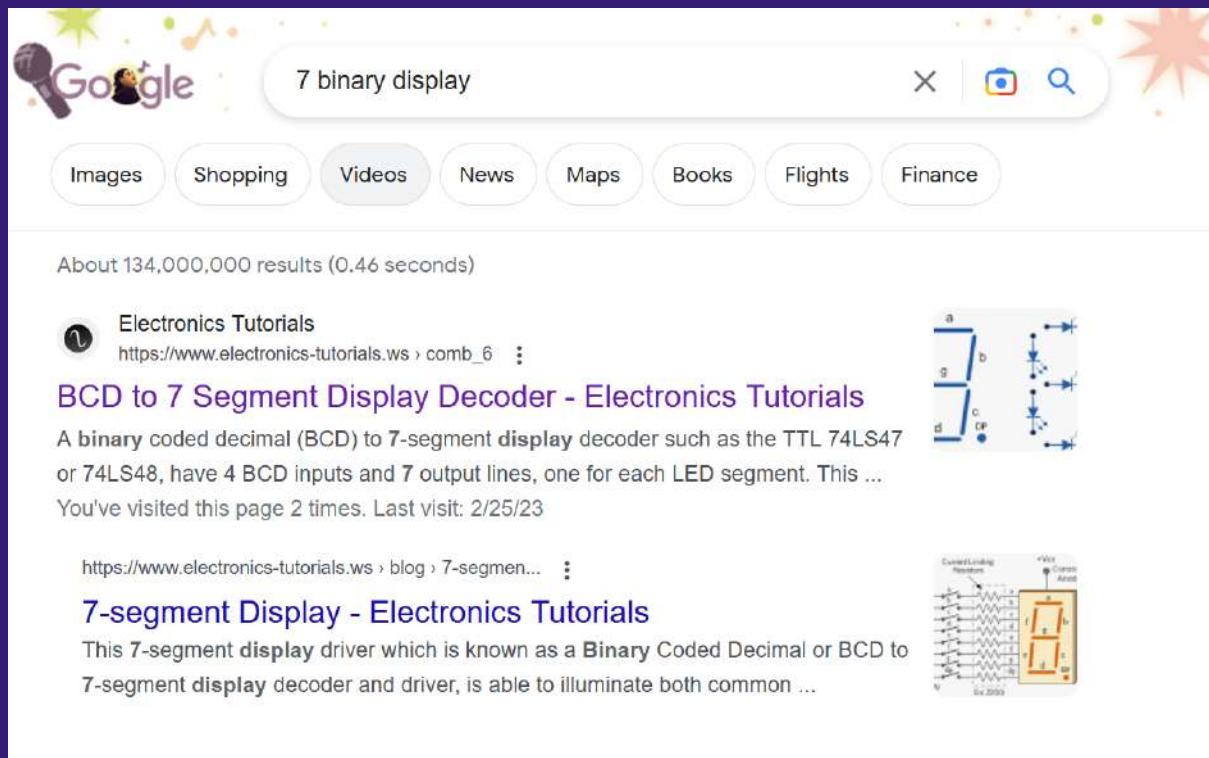 Google
7 binary display
Images Shopping Videos News Maps Books Flights Finance
About 134,000,000 results (0.46 seconds)
Electronics Tutorials
https://www.electronics-tutorials.ws › comb_6
BCD to 7 Segment Display Decoder - Electronics Tutorials
A binary coded decimal (BCD) to 7-segment display decoder such as the TTL 74LS47
or 74LS48, have 4 BCD inputs and 7 output lines, one for each LED segment. This ...
You've visited this page 2 times. Last visit: 2/25/23
a
b
g
c
d
DP
https://www.electronics-tutorials.ws › blog › 7-segmen...
7-segment Display - Electronics Tutorials
This 7-segment display driver which is known as a Binary Coded Decimal or BCD to
7-segment display decoder and driver, is able to illuminate both common ...
Current Limiting
Resistors